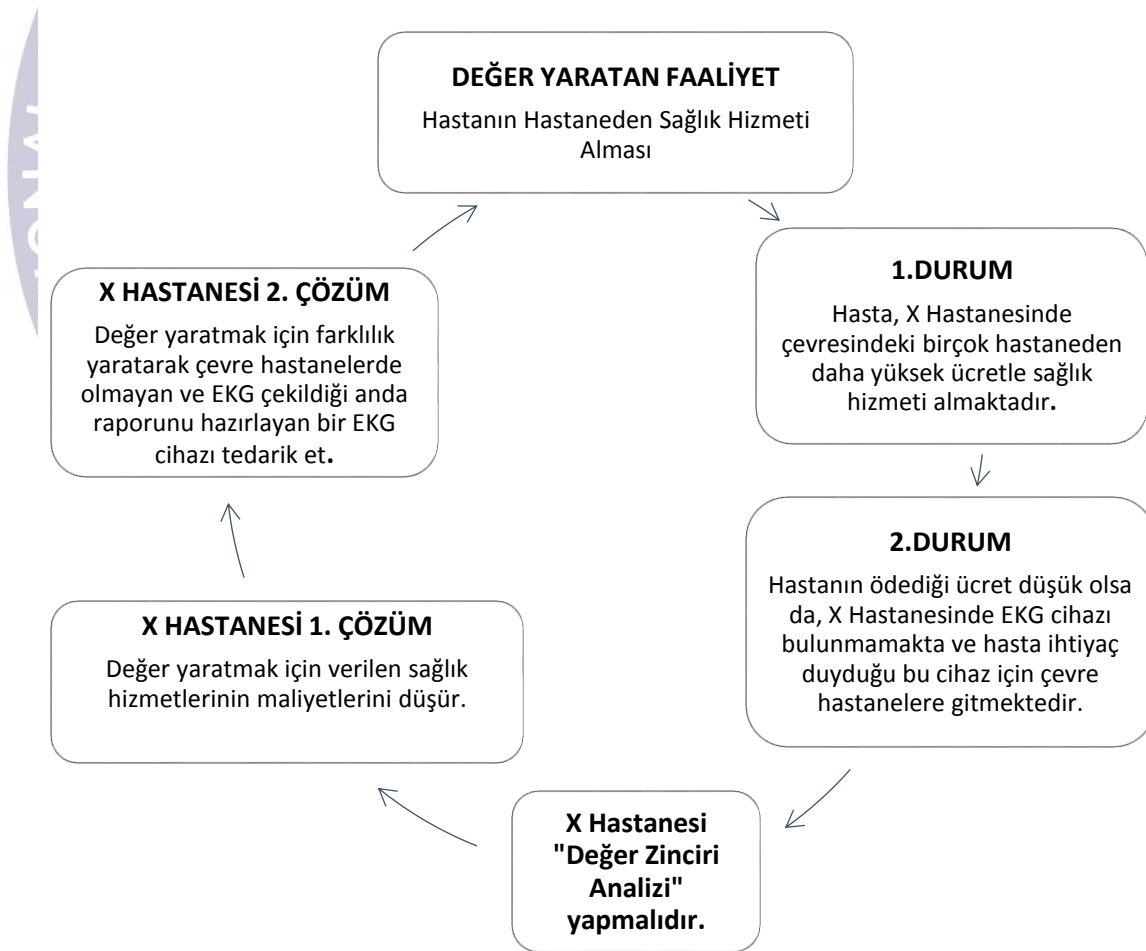 DEĞER YARATAN FAALİYET
Hastanın Hastaneden Sağlık Hizmeti
Alması
1.DURUM
Hasta, X Hastanesinde
çevresindeki birçok hastaneden
daha yüksek ücretle sağlık
hizmeti almaktadır.
2.DURUM
Hastanın ödediği ücret düşük olsa
da, X Hastanesinde EKG cihazı
bulunmamakta ve hasta ihtiyaç
duyduğu bu cihaz için çevre
hastanelere gitmektedir.
X Hastanesi
"Değer Zinciri
Analizi"
yapmalıdır.
X HASTANESİ 1. ÇÖZÜM
Değer yaratmak için verilen sağlık
hizmetlerinin maliyetlerini düşür.
X HASTANESİ 2. ÇÖZÜM
Değer yaratmak için farklılık
yaratarak çevre hastanelerde
olmayan ve EKG çekildiği anda
raporunu hazırlayan bir EKG
cihazı tedarik et.